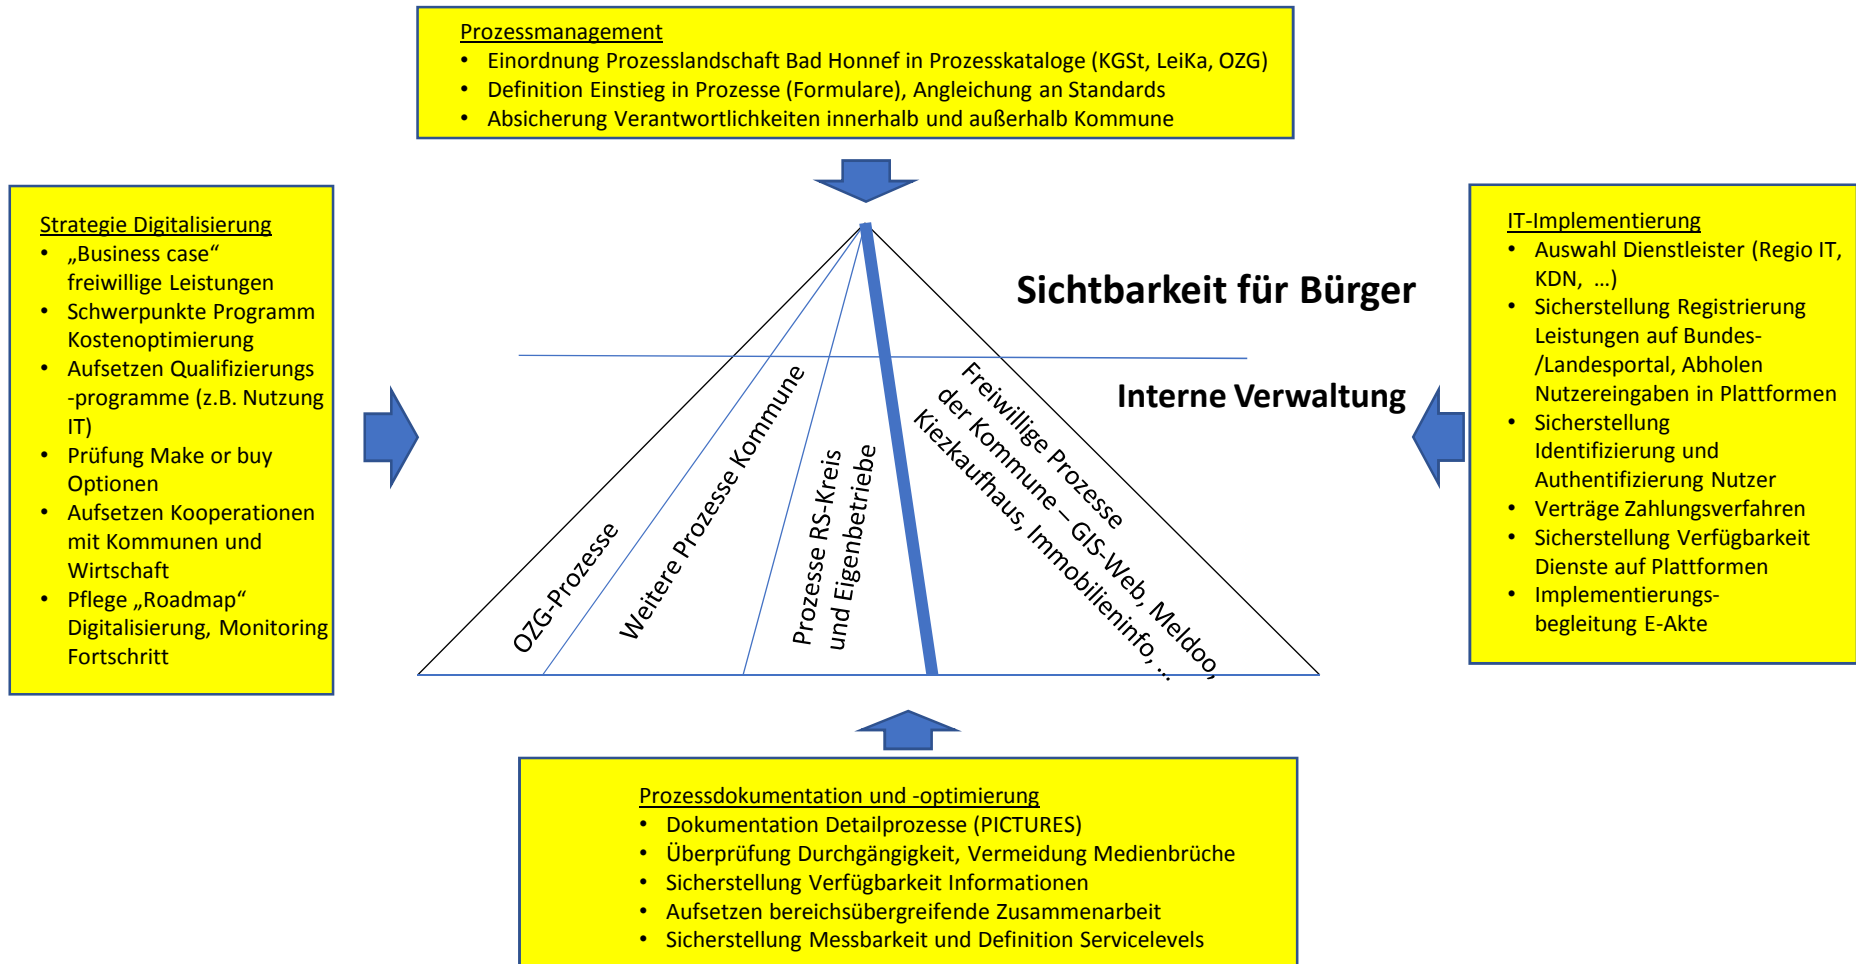 Prozessmanagement
• Einordnung Prozesslandschaft Bad Honnef in Prozesskataloge (KGSt, LeiKa, OZG)
• Definition Einstieg in Prozesse (Formulare), Angleichung an Standards
• Absicherung Verantwortlichkeiten innerhalb und außerhalb Kommune
Strategie Digitalisierung
• „Business case“
freiwillige Leistungen
• Schwerpunkte Programm
Kostenoptimierung
• Aufsetzen Qualifizierungs
-programme (z.B. Nutzung
IT)
• Prüfung Make or buy
Optionen
• Aufsetzen Kooperationen
mit Kommunen und
Wirtschaft
• Pflege „Roadmap“
Digitalisierung, Monitoring
Fortschritt
Sichtbarkeit für Bürger
Interne Verwaltung
OZG-Prozesse
Weitere Prozesse Kommune
Prozesse RS-Kreis
und Eigenbetriebe
Freiwillige Prozesse
der Kommune – GIS-Web, Meldoo,
Kiezkaufhaus, Immobilieninfo, ...
IT-Implementierung
• Auswahl Dienstleister (Regio IT,
KDN, ...)
• Sicherstellung Registrierung
Leistungen auf Bundes-
/Landesportal, Abholen
Nutzereingaben in Plattformen
• Sicherstellung
Identifizierung und
Authentifizierung Nutzer
• Verträge Zahlungsverfahren
• Sicherstellung Verfügbarkeit
Dienste auf Plattformen
• Implementierungs-
begleitung E-Akte
Prozessdokumentation und -optimierung
• Dokumentation Detailprozesse (PICTURES)
• Überprüfung Durchgängigkeit, Vermeidung Medienbrüche
• Sicherstellung Verfügbarkeit Informationen
• Aufsetzen bereichsübergreifende Zusammenarbeit
• Sicherstellung Messbarkeit und Definition Servicelevels